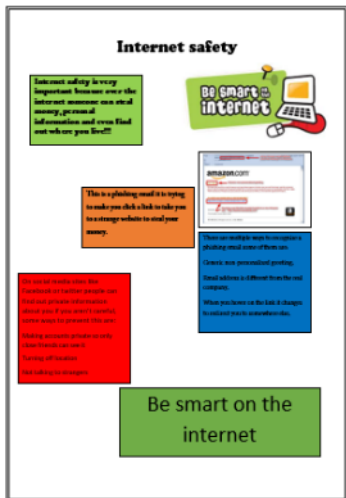 Internet safety
Internet safety is very
important because over the
internet someone can steal
money, personal
information and even find
out where you live!!!
Be smart on the
internet
amazon.com
This is a phishing email it is trying
to make you click a link to take you
to a strange website to steal your
money.
There are multiple ways to recognise a
phishing email some of them are:
Generic non-personalised greeting.
Email address is different from the real
company.
When you hover on the link it changes
to
On social media sites like
Facebook or twitter people can
find out private information
about you if you aren't careful.
some ways to prevent this are:
Making accounts private so only
close friends can see it
Turning off location
Not talking to strangers
Be smart on the
internet